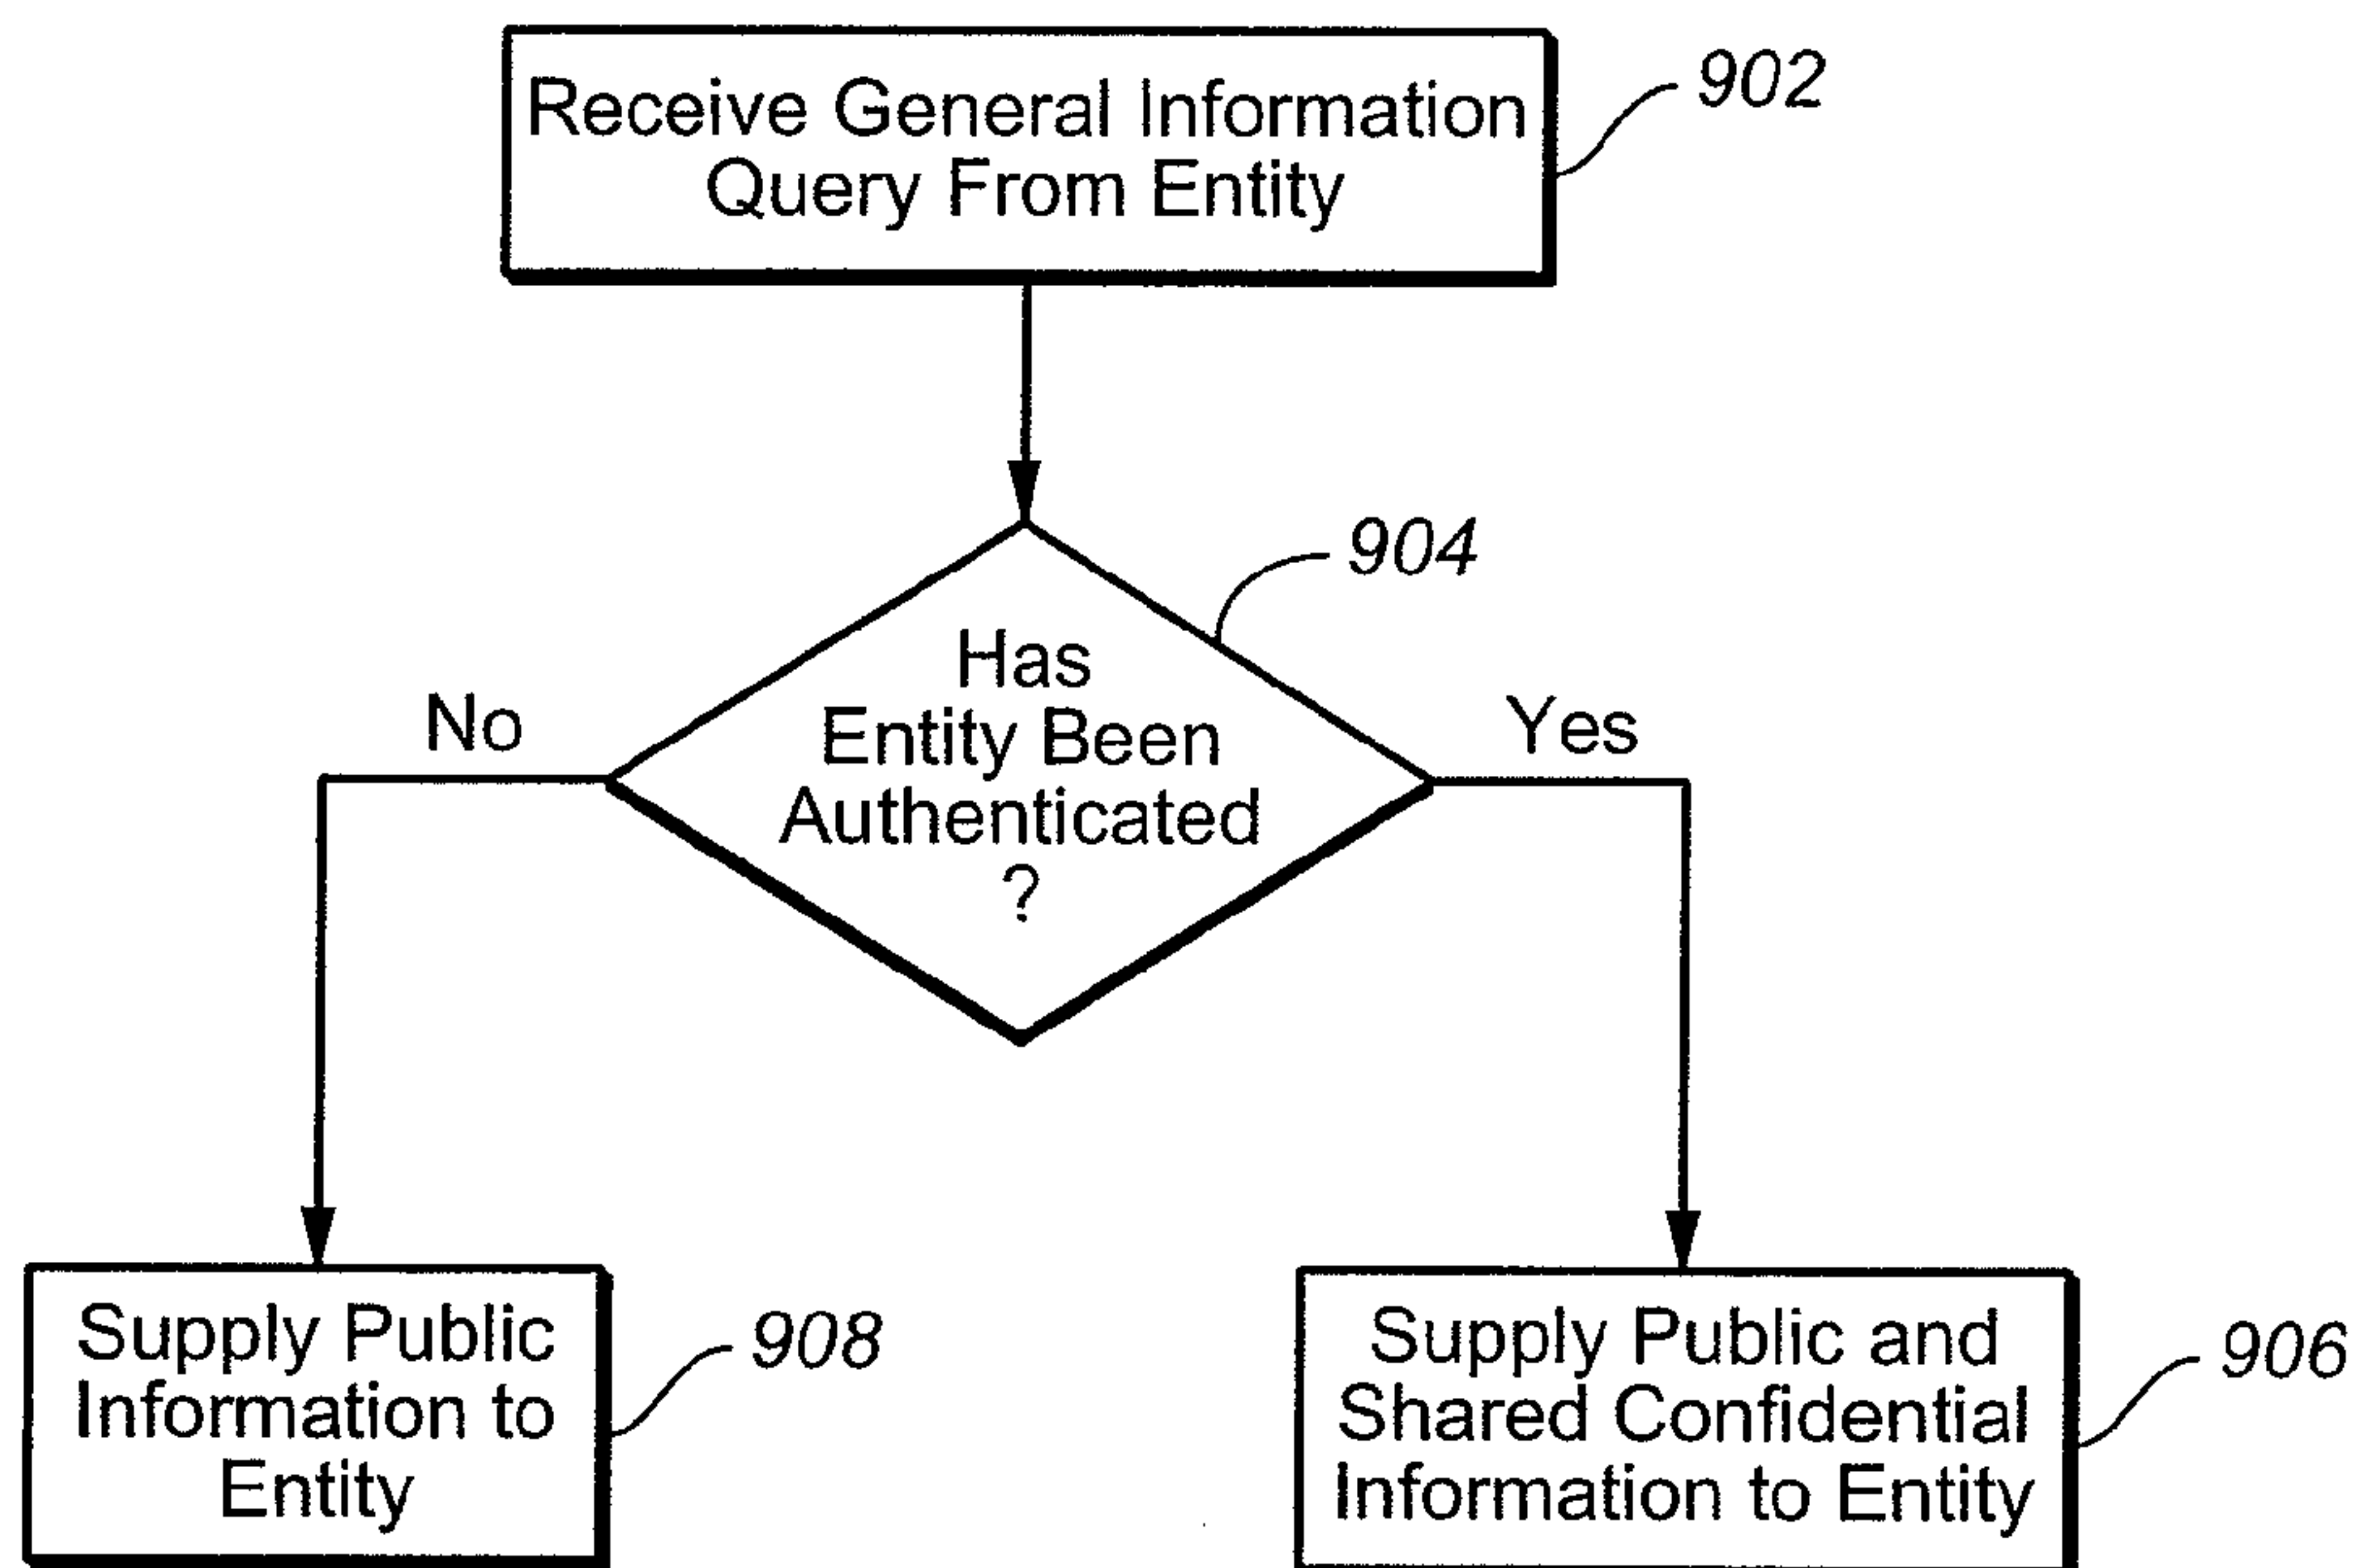 Receive General Information
Query From Entity
902
904
Has
Entity Been
Authenticated
?
No
Yes
Supply Public
Information to
Entity
908
Supply Public and
Shared Confidential
Information to Entity
906